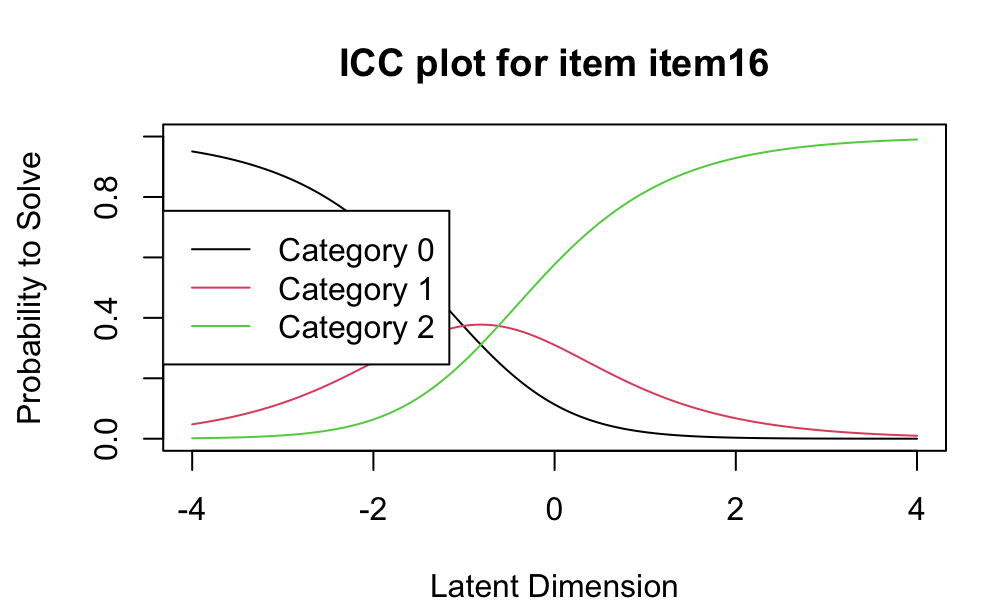 ICC plot for item item16
Probability to Solve
0.8
0.4
0.0
Category 0
Category 1
Category 2
-4 -2 0 2 4
Latent Dimension